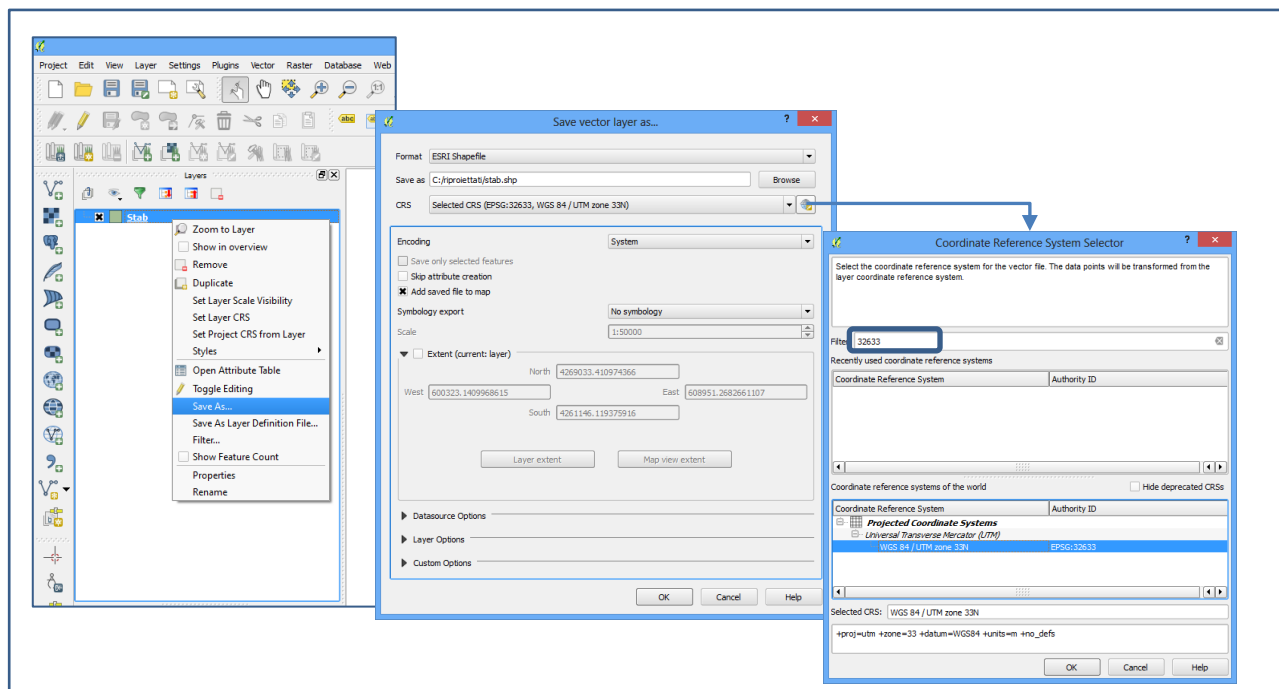 Project Edit View Layer Settings Plugins Vector Raster Database Web
abc
Layers
Stab
Zoom to Layer
Show in overview
Remove
Duplicate
Set Layer Scale Visibility
Set Layer CRS
Set Project CRS from Layer
Styles
Open Attribute Table
Toggle Editing
Save As...
Save As Layer Definition File...
Filter...
Show Feature Count
Properties
Rename
Save vector layer as...
Format ESRI Shapefile
Save as C:/riproiettati/stab.shp Browse
CRS Selected CRS (EPSG:32633, WGS 84 / UTM zone 33N)
Encoding System
Save only selected features
Skip attribute creation
Add saved file to map
Symbology export No symbology
Scale 1:50000
Extent (current: layer)
North 4269033.410974366
West 600323.1409968615 East 608951.2682661107
South 4261146.119375916
Layer extent Map view extent
Datasource Options
Layer Options
Custom Options
OK Cancel Help
Coordinate Reference System Selector
Select the coordinate reference system for the vector file. The data points will be transformed from the
layer coordinate reference system.
Filter 32633
Recently used coordinate reference systems
Coordinate Reference System Authority ID
Coordinate reference systems of the world Hide deprecated CRSs
Coordinate Reference System Authority ID
Projected Coordinate Systems
Universal Transverse Mercator (UTM)
WGS 84 / UTM zone 33N EPSG:32633
Selected CRS: WGS 84 / UTM zone 33N
+proj=utm +zone=33 +datum=WGS84 +units=m +no_defs
OK Cancel Help